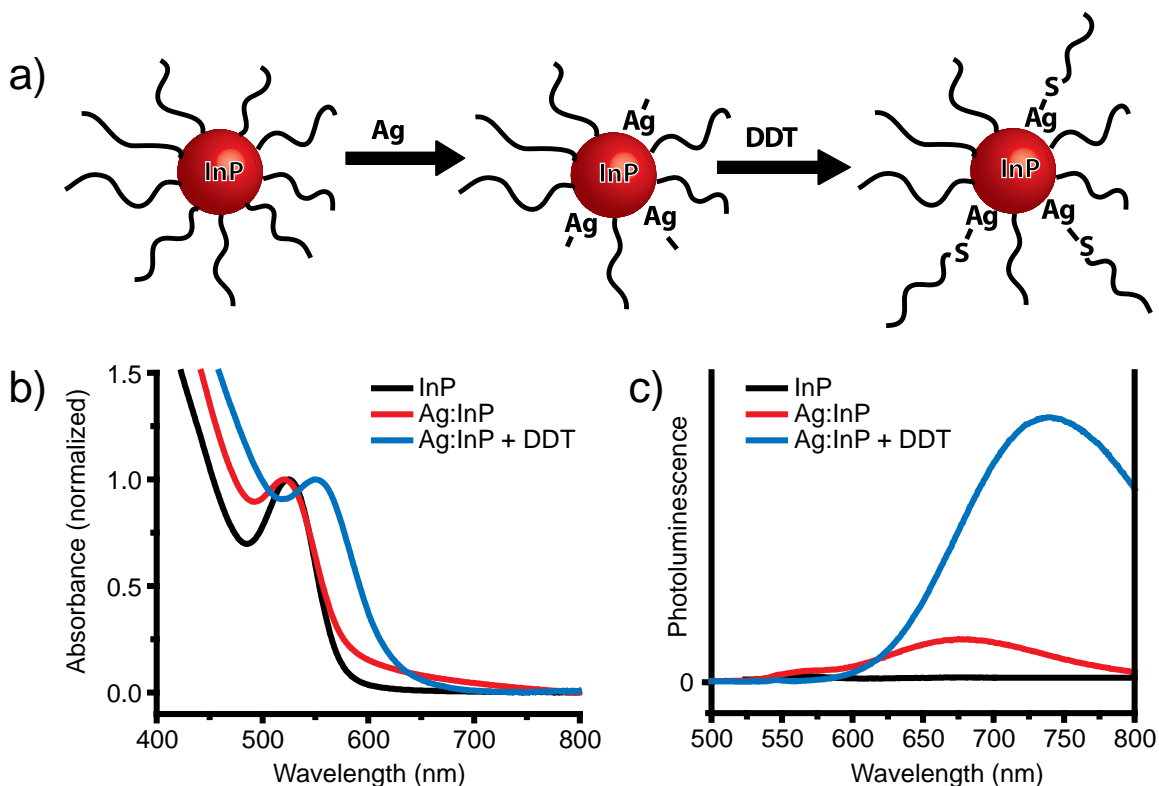 a)
InP
Ag
InP
Ag
Ag
Ag
DDT
InP
Ag
S
Ag
S
Ag
S
b)
Absorbance (normalized)
1.5
1.0
0.5
0.0
400
500
600
700
800
Wavelength (nm)
InP
Ag:InP
Ag:InP + DDT
c)
Photoluminescence
0
500
550
600
650
700
750
800
Wavelength (nm)
InP
Ag:InP
Ag:InP + DDT